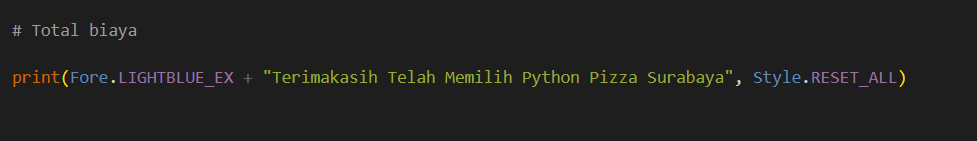 # Total biaya
print(Fore.LIGHTBLUE_EX + "Terimakasih Telah Memilih Python Pizza Surabaya", Style.RESET_ALL)